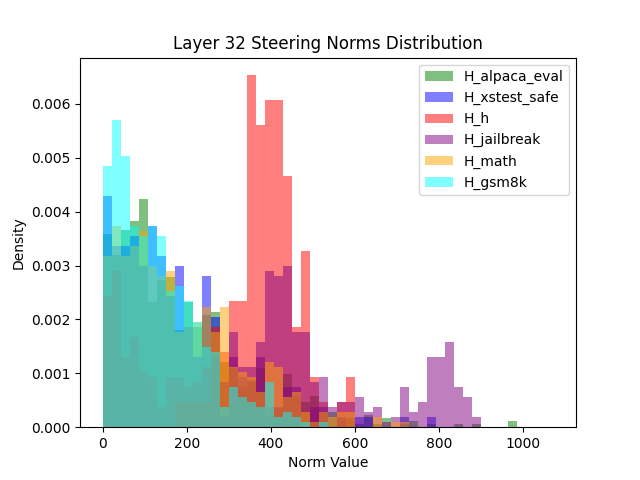 Layer 32 Steering Norms Distribution
H_alpaca_eval
H_xstest_safe
H_h
H_jailbreak
H_math
H_gsm8k
0.006
0.005
0.004
0.003
0.002
0.001
0.000
Density
0 200 400 600 800 1000
Norm Value